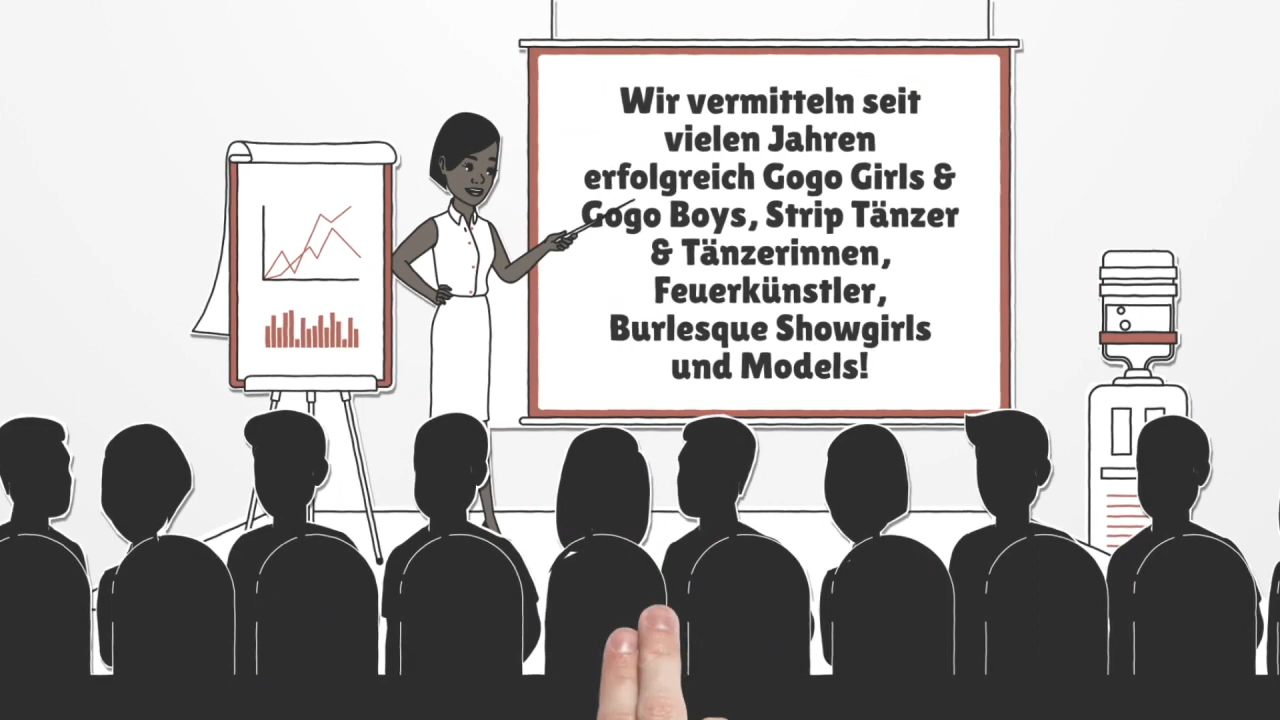 Wir vermitteln seit
vielen Jahren
erfolgreich Gogo Girls &
Gogo Boys, Strip Tänzer
& Tänzerinnen,
Feuerkünstler,
Burlesque Showgirls
und Models!